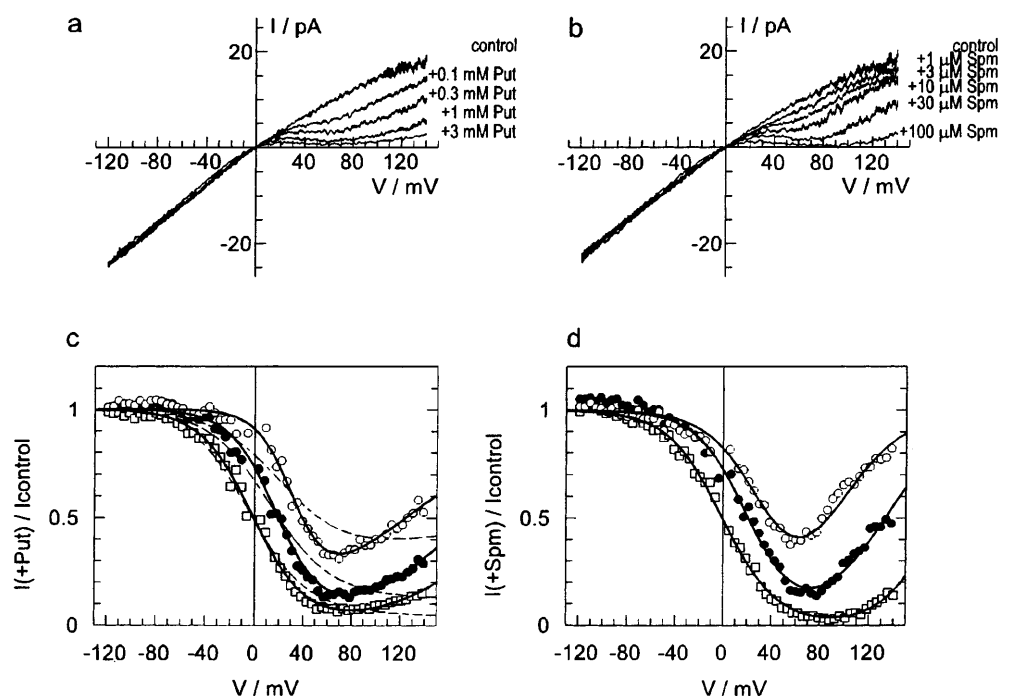 a
I / pA
20
control
+0.1 mM Put
+0.3 mM Put
+1 mM Put
+3 mM Put
-120 -80 -40 40 80 120
V / mV
-20
b
I / pA
20
control
+1 µM Spm
+3 µM Spm
+10 µM Spm
+30 µM Spm
+100 µM Spm
-120 -80 -40 40 80 120
V / mV
-20
c
I(+Put) / Icontrol
1
0.5
0
-120 -80 -40 0 40 80 120
V / mV
d
I(+Spm) / Icontrol
1
0.5
0
-120 -80 -40 0 40 80 120
V / mV